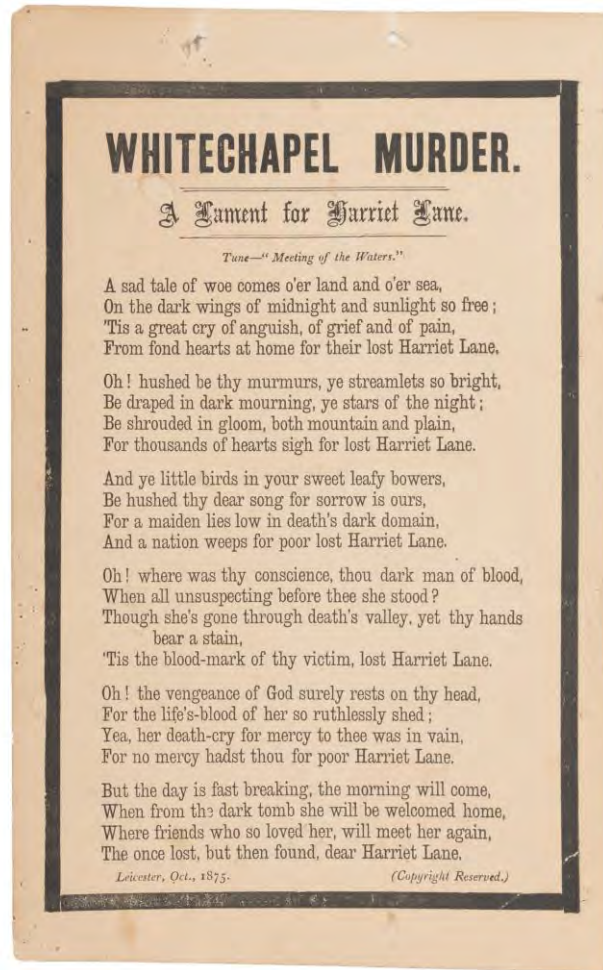 WHITECHAPEL MURDER.
A Lament for Harriet Lane.
Tune—"Meeting of the Waters."
A sad tale of woe comes o'er land and o'er sea,
On the dark wings of midnight and sunlight so free;
'Tis a great cry of anguish, of grief and of pain,
From fond hearts at home for their lost Harriet Lane.
Oh! hushed be thy murmurs, ye streamlets so bright,
Be draped in dark mourning, ye stars of the night;
Be shrouded in gloom, both mountain and plain,
For thousands of hearts sigh for lost Harriet Lane.
And ye little birds in your sweet leafy bowers,
Be hushed thy dear song for sorrow is ours,
For a maiden lies low in death's dark domain,
And a nation weeps for poor lost Harriet Lane.
Oh! where was thy conscience, thou dark man of blood,
When all unsuspecting before thee she stood?
Though she's gone through death's valley, yet thy hands
bear a stain,
'Tis the blood-mark of thy victim, lost Harriet Lane.
Oh! the vengeance of God surely rests on thy head,
For the life's-blood of her so ruthlessly shed;
Yea, her death-cry for mercy to thee was in vain,
For no mercy hadst thou for poor Harriet Lane.
But the day is fast breaking, the morning will come,
When from the dark tomb she will be welcomed home,
Where friends who so loved her, will meet her again,
The once lost, but then found, dear Harriet Lane.
Leicester, Oct., 1875. (Copyright Reserved.)